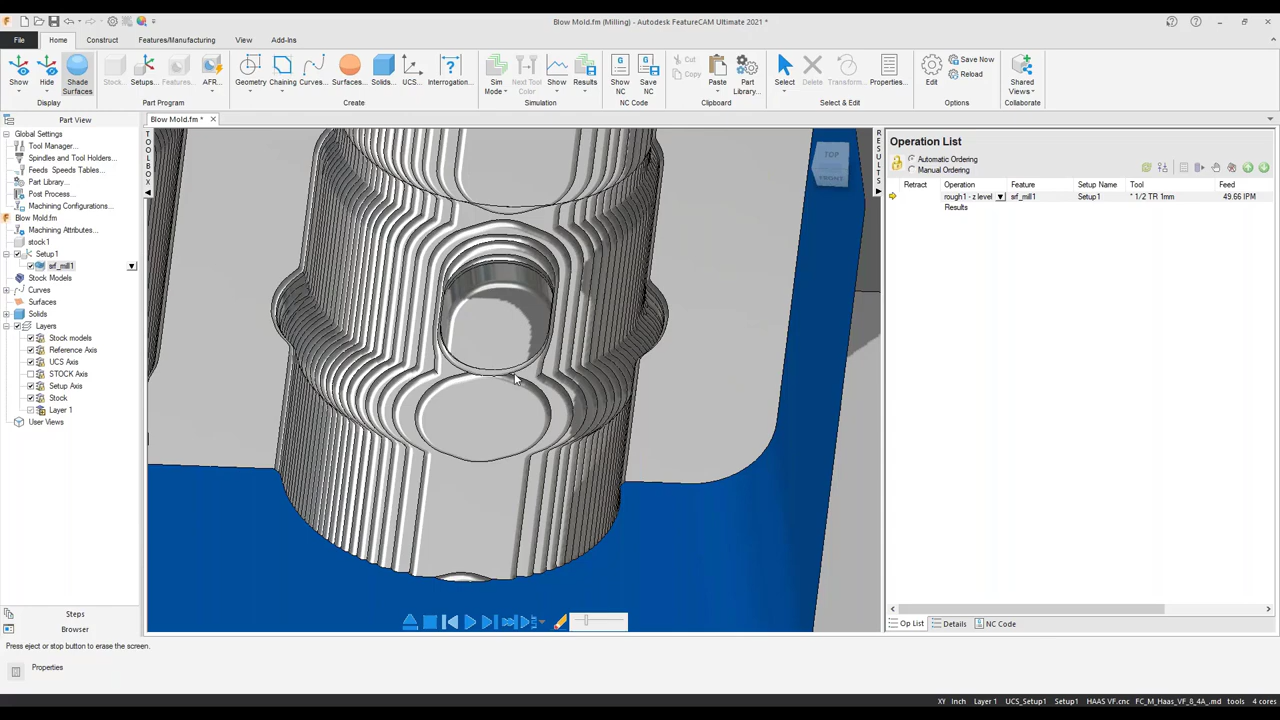 Blow Mold.fm (Milling) - Autodesk FeatureCAM Ultimate 2021 *
File Home Construct Features/Manufacturing View Add-Ins
Show Hide Shade Surfaces Stock... Setups... Features... AFR... Geometry Chaining Curves... Surfaces... Solids... UCS... Interrogation... Sim Mode Next Tool Color Show Results Show NC Save NC Cut Copy Paste Part Library... Select Delete Transform... Properties... Edit Save Now Reload Shared Views
Display Part Program Create Simulation NC Code Clipboard Select & Edit Options Collaborate
Part View
Blow Mold.fm *
Global Settings
Tool Manager...
Spindles and Tool Holders...
Feeds Speeds Tables...
Part Library...
Post Process...
Machining Configurations...
Blow Mold.fm
Machining Attributes...
stock1
Setup1
srf_mill1
Stock Models
Curves
Surfaces
Solids
Layers
Stock models
Reference Axis
UCS Axis
STOCK Axis
Setup Axis
Stock
Layer 1
User Views
TOOLBOX
TOP
FRONT
RESULTS
Operation List
Automatic Ordering
Manual Ordering
Retract Operation Feature Setup Name Tool Feed
rough1 - z level srf_mill1 Setup1 * 1/2 TR 1mm 49.66 IPM
Results
Steps
Browser
Op List Details NC Code
Press eject or stop button to erase the screen.
Properties
XY Inch Layer 1 UCS_Setup1 Setup1 HAAS VF.cnc FC_M_Haas_VF_8_4A_.md tools 4 cores